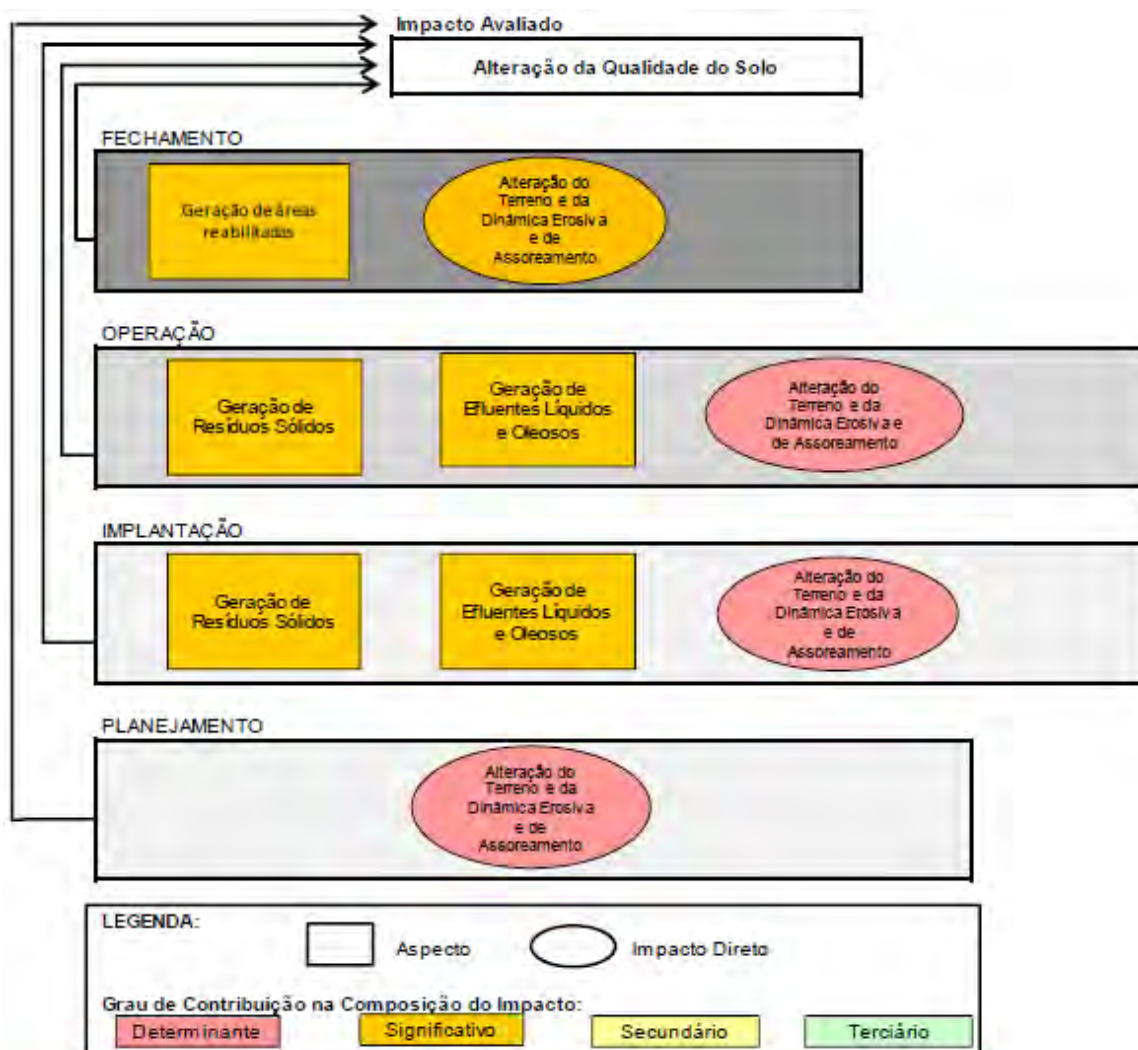 Impacto Avaliado
Alteração da Qualidade do Solo
FECHAMENTO
Geração de áreas
reabilitadas
Alteração do
Terreno e da
Dinâmica Erosiva
e de
Assoreamento
OPERAÇÃO
Geração de
Resíduos Sólidos
Geração de
Efluentes Líquidos
e Oleosos
Alteração do
Terreno e da
Dinâmica Erosiva e
de Assoreamento
IMPLANTAÇÃO
Geração de
Resíduos Sólidos
Geração de
Efluentes Líquidos
e Oleosos
Alteração do
Terreno e da
Dinâmica Erosiva
e de
Assoreamento
PLANEJAMENTO
Alteração do
Terreno e da
Dinâmica Erosiva
e de
Assoreamento
LEGENDA:
Aspecto
Impacto Direto
Grau de Contribuição na Composição do Impacto:
Determinante
Significativo
Secundário
Terciário